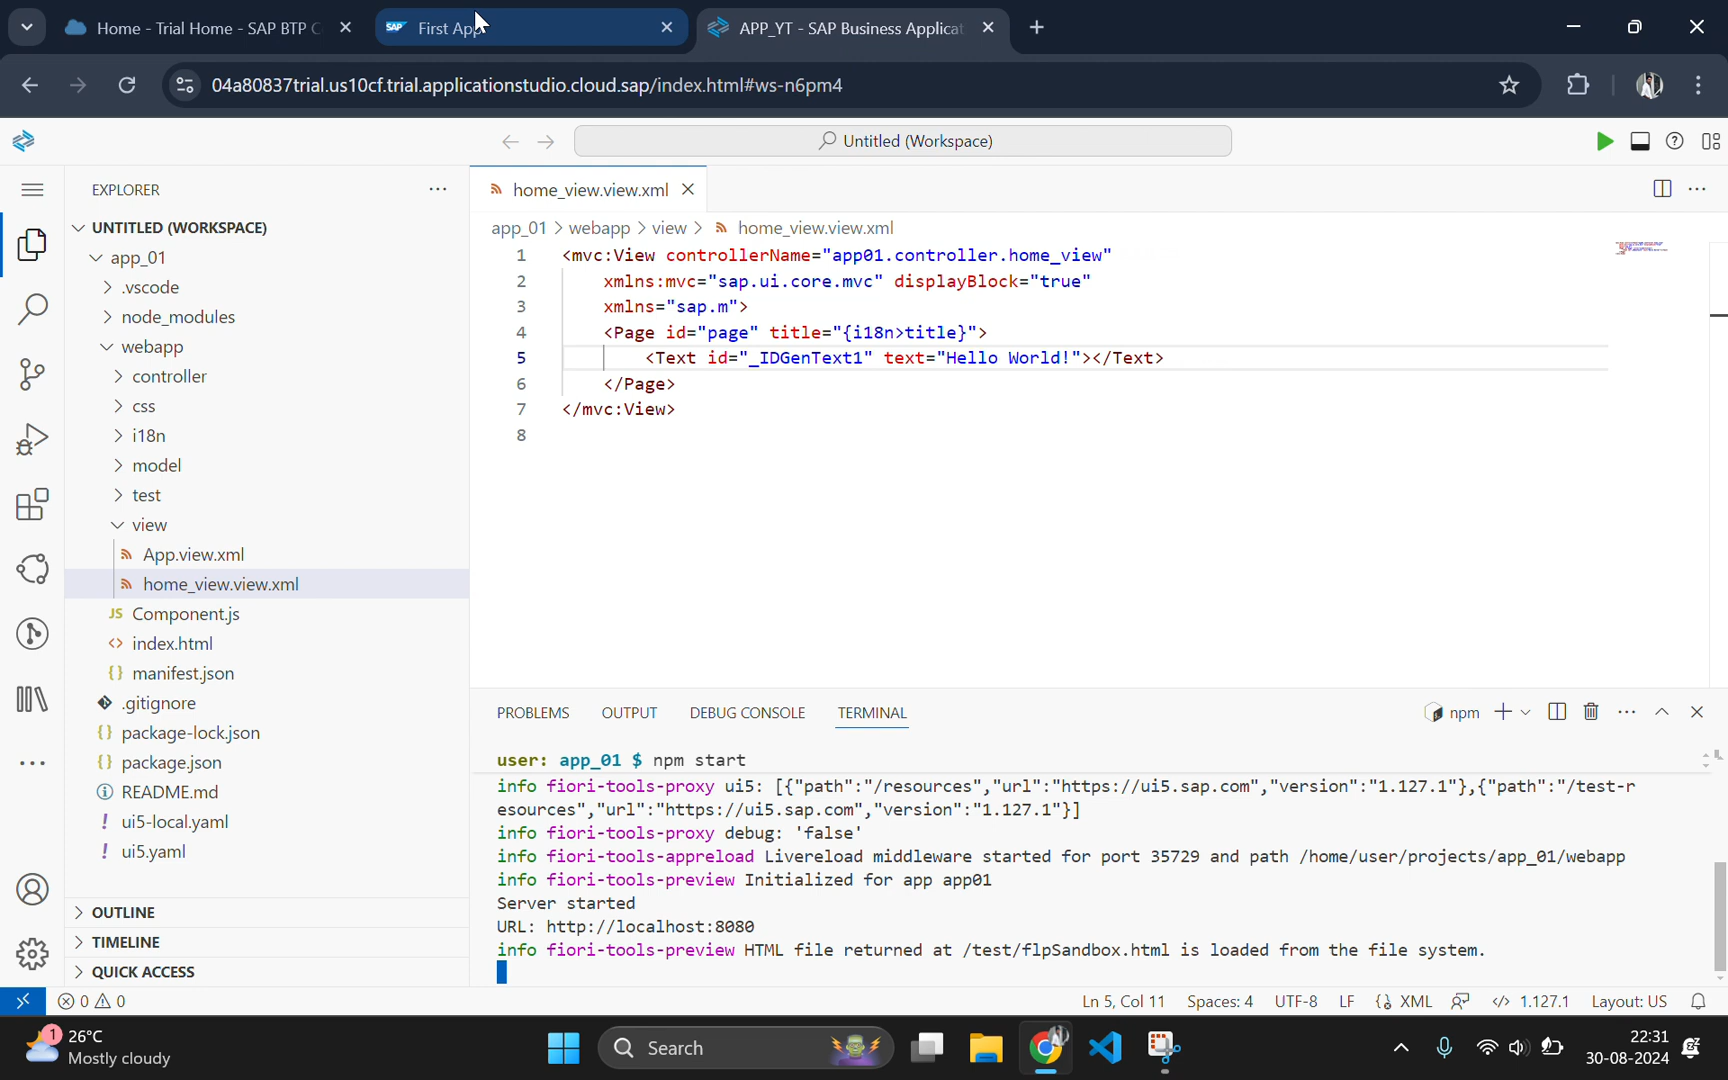 Home - Trial Home - SAP BTP C
SAP First App
APP_YT - SAP Business Applicat
04a80837trial.us10cf.trial.applicationstudio.cloud.sap/index.html#ws-n6pm4
Untitled (Workspace)
EXPLORER
UNTITLED (WORKSPACE)
app_01
.vscode
node_modules
webapp
controller
css
i18n
model
test
view
App.view.xml
home_view.view.xml
JS Component.js
<> index.html
{} manifest.json
.gitignore
{} package-lock.json
{} package.json
README.md
! ui5-local.yaml
! ui5.yaml
OUTLINE
TIMELINE
QUICK ACCESS
home_view.view.xml
app_01 > webapp > view > home_view.view.xml
1 <mvc:View controllerName="app01.controller.home_view"
2 xmlns:mvc="sap.ui.core.mvc" displayBlock="true"
3 xmlns="sap.m">
4 <Page id="page" title="{i18n>title}">
5 <Text id="_IDGenText1" text="Hello World!"></Text>
6 </Page>
7 </mvc:View>
8
PROBLEMS OUTPUT DEBUG CONSOLE TERMINAL
npm
user: app_01 $ npm start
info fiori-tools-proxy ui5: [{"path":"/resources","url":"https://ui5.sap.com","version":"1.127.1"},{"path":"/test-r
esources","url":"https://ui5.sap.com","version":"1.127.1"}]
info fiori-tools-proxy debug: 'false'
info fiori-tools-appreload Livereload middleware started for port 35729 and path /home/user/projects/app_01/webapp
info fiori-tools-preview Initialized for app app01
Server started
URL: http://localhost:8080
info fiori-tools-preview HTML file returned at /test/flpSandbox.html is loaded from the file system.
0 0
Ln 5, Col 11 Spaces: 4 UTF-8 LF XML </> 1.127.1 Layout: US
1
26°C
Mostly cloudy
Search
22:31
30-08-2024